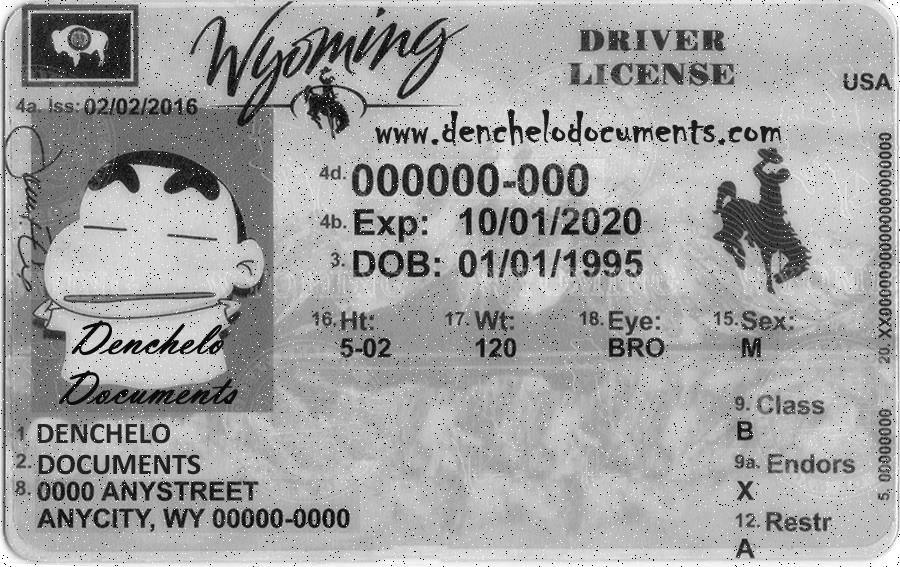 Wyoming
DRIVER
LICENSE
USA
4a. Iss: 02/02/2016
www.denchelodocuments.com
4d. 000000-000
4b. Exp: 10/01/2020
3. DOB: 01/01/1995
16. Ht: 17. Wt: 18. Eye: 15. Sex:
5-02 120 BRO M
Denchelo
Documents
9. Class
B
1. DENCHELO
2. DOCUMENTS
9a. Endors
8. 0000 ANYSTREET
X
ANYCITY, WY 00000-0000
12. Restr
A
5. 00000000